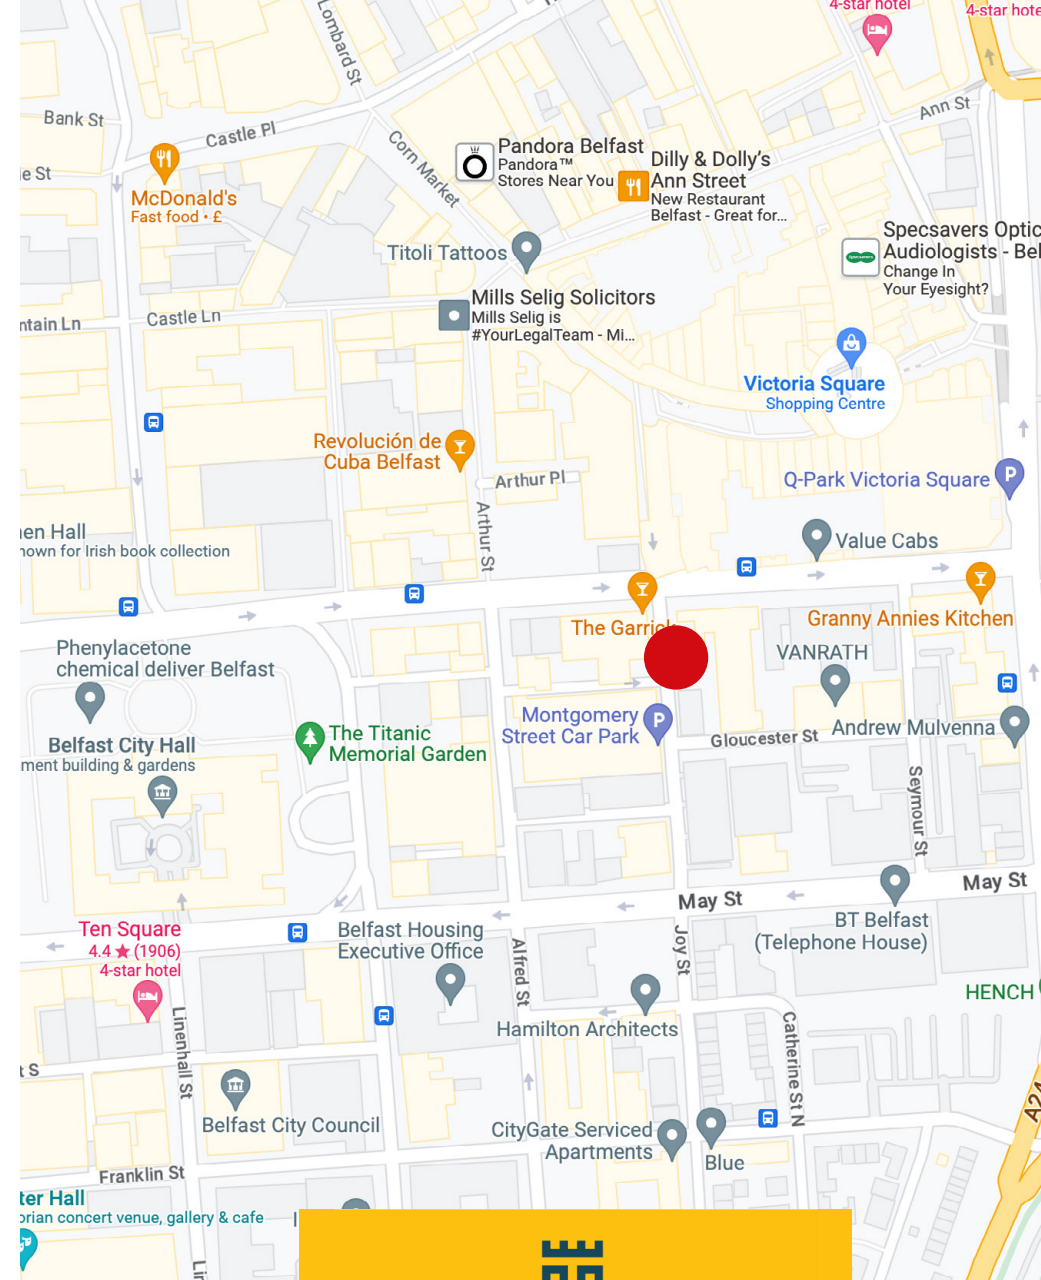 4-star hotel
4-star hote
Lombard St
Bank St
Castle Pl
Ann St
Corn Market
Pandora Belfast
Pandora™
Stores Near You
Dilly & Dolly's
Ann Street
New Restaurant
Belfast - Great for...
e St
McDonald's
Fast food • £
Titoli Tattoos
Specsavers Optic
Audiologists - Bel
Change In
Your Eyesight?
Mills Selig Solicitors
Mills Selig is
#YourLegalTeam - Mi...
ntain Ln
Castle Ln
Victoria Square
Shopping Centre
Revolución de
Cuba Belfast
Arthur Pl
Q-Park Victoria Square
P
Arthur St
en Hall
nown for Irish book collection
Value Cabs
The Garrick
Granny Annies Kitchen
Phenylacetone
chemical deliver Belfast
VANRATH
Montgomery
Street Car Park
P
Gloucester St
Andrew Mulvenna
The Titanic
Memorial Garden
Belfast City Hall
ment building & gardens
Seymour St
May St
May St
Ten Square
4.4 ★ (1906)
4-star hotel
Belfast Housing
Executive Office
Alfred St
Joy St
BT Belfast
(Telephone House)
HENCH
Hamilton Architects
Linenhall St
Catherine St N
t S
Belfast City Council
A24
CityGate Serviced
Apartments
Blue
Franklin St
ter Hall
orian concert venue, gallery & cafe
Lin